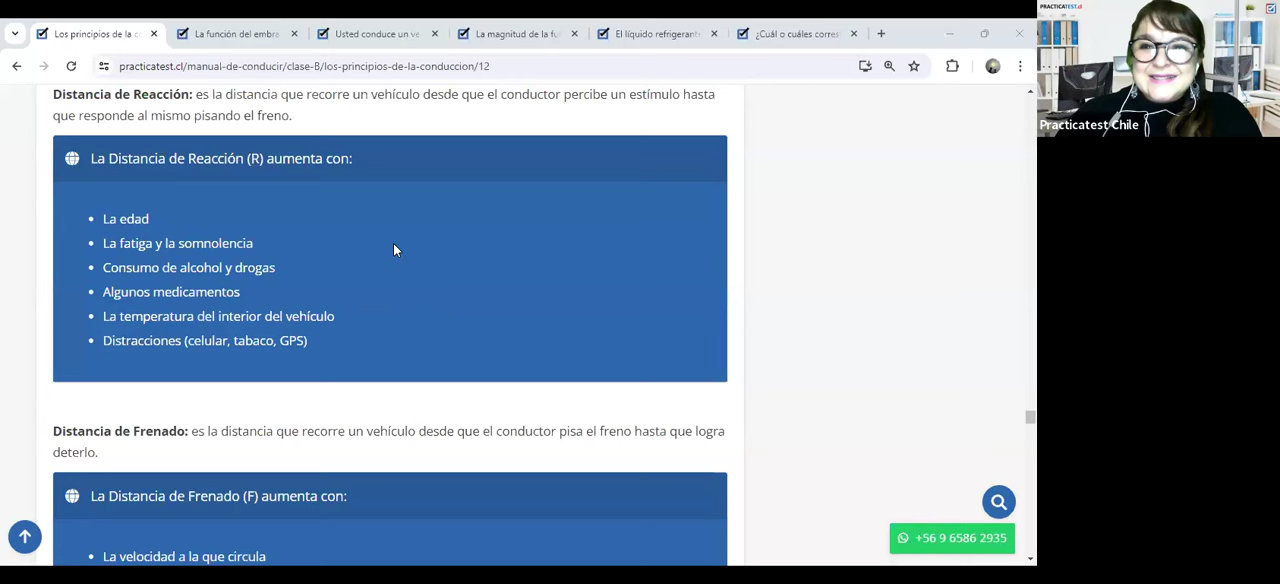 Los principios de la c
La función del embra
Usted conduce un ve
La magnitud de la fu
El líquido refrigerant
¿Cuál o cuáles corres
practicatest.cl/manual-de-conducir/clase-B/los-principios-de-la-conduccion/12
PRACTICATEST.cl
Practicatest Chile
Distancia de Reacción: es la distancia que recorre un vehículo desde que el conductor percibe un estímulo hasta
que responde al mismo pisando el freno.
La Distancia de Reacción (R) aumenta con:
• La edad
• La fatiga y la somnolencia
• Consumo de alcohol y drogas
• Algunos medicamentos
• La temperatura del interior del vehículo
• Distracciones (celular, tabaco, GPS)
Distancia de Frenado: es la distancia que recorre un vehículo desde que el conductor pisa el freno hasta que logra
deterlo.
La Distancia de Frenado (F) aumenta con:
• La velocidad a la que circula
+56 9 6586 2935